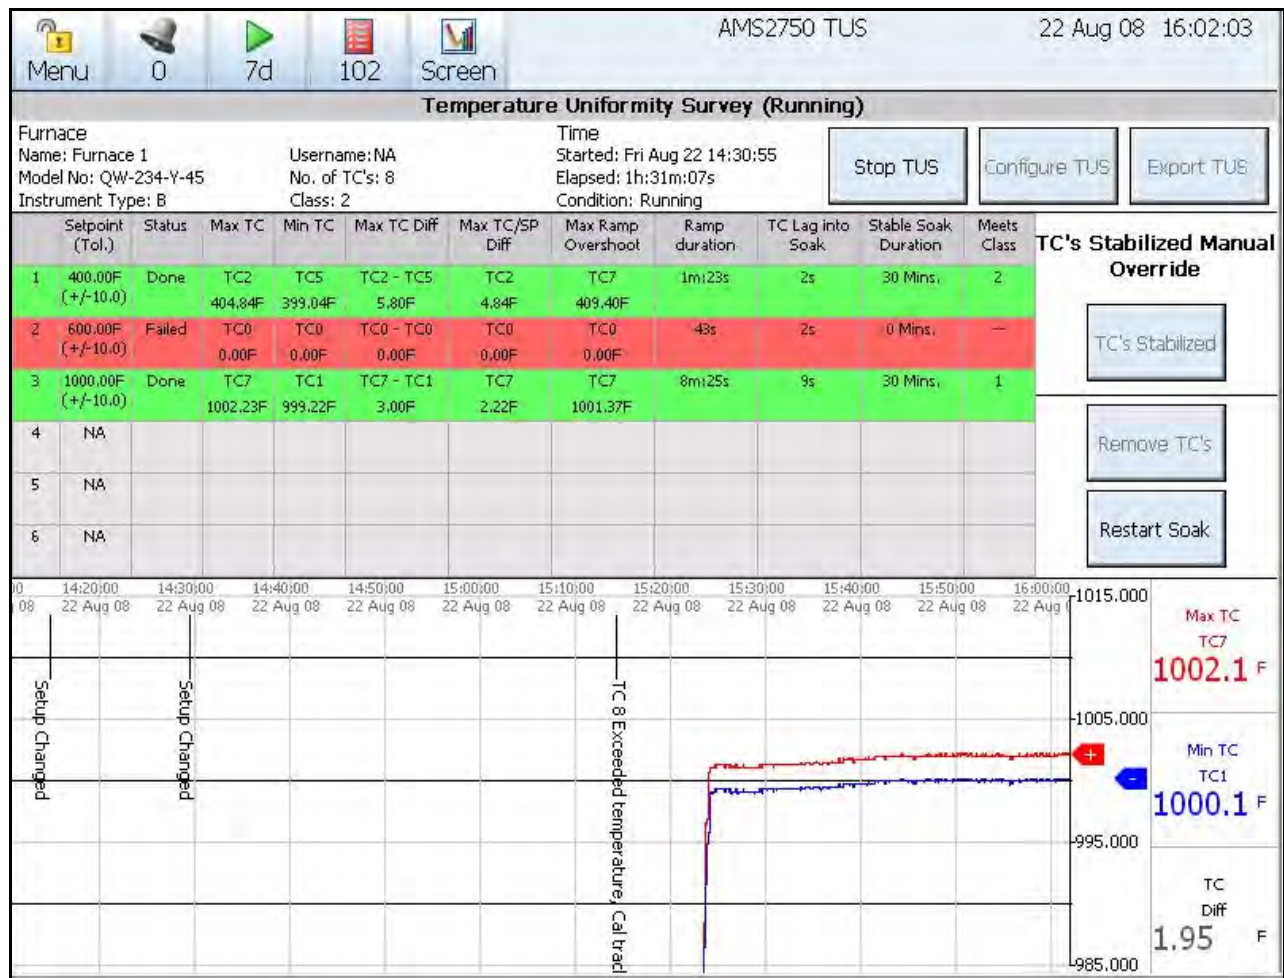 AMS2750 TUS 22 Aug 08 16:02:03
Menu 0 7d 102 Screen
Temperature Uniformity Survey (Running)
Furnace
Name: Furnace 1
Model No: QW-234-Y-45
Instrument Type: B
Username:NA
No. of TC's: 8
Class: 2
Time
Started: Fri Aug 22 14:30:55
Elapsed: 1h:31m:07s
Condition: Running
Stop TUS
Configure TUS
Export TUS
Setpoint (Tol.) Status Max TC Min TC Max TC Diff Max TC/SP Diff Max Ramp Overshoot Ramp duration TC Lag into Soak Stable Soak Duration Meets Class
1 400.00F Done TC2 TC5 TC2 - TC5 TC2 TC7 1m:23s 2s 30 Mins. 2
(+/-10.0) 404.84F 399.04F 5.80F 4.84F 409.40F
2 600.00F Failed TC0 TC0 TC0 - TC0 TC0 TC0 43s 2s 0 Mins. ---
(+/-10.0) 0.00F 0.00F 0.00F 0.00F 0.00F
3 1000.00F Done TC7 TC1 TC7 - TC1 TC7 TC7 8m:25s 9s 30 Mins. 1
(+/-10.0) 1002.23F 999.22F 3.00F 2.22F 1001.37F
4 NA
5 NA
6 NA
TC's Stabilized Manual
Override
TC's Stabilized
Remove TC's
Restart Soak
00 14:20:00 14:30:00 14:40:00 14:50:00 15:00:00 15:10:00 15:20:00 15:30:00 15:40:00 15:50:00 16:00:00
08 22 Aug 08 22 Aug 08 22 Aug 08 22 Aug 08 22 Aug 08 22 Aug 08 22 Aug 08 22 Aug 08 22 Aug 08 22 Aug 08 22 Aug
Setup Changed
Setup Changed
TC 8 Exceeded temperature, Cal tracl
1015.000
1005.000
995.000
985.000
+
-
Max TC
TC7
1002.1 F
Min TC
TC1
1000.1 F
TC
Diff
1.95 F